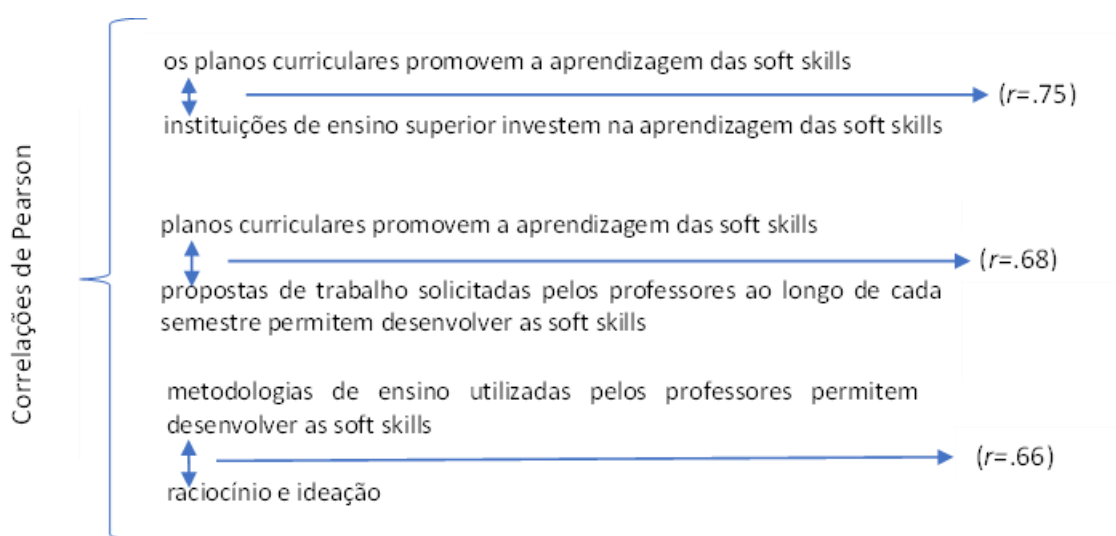 Correlações de Pearson
os planos curriculares promovem a aprendizagem das soft skills
(r=.75)
instituições de ensino superior investem na aprendizagem das soft skills
planos curriculares promovem a aprendizagem das soft skills
(r=.68)
propostas de trabalho solicitadas pelos professores ao longo de cada
semestre permitem desenvolver as soft skills
metodologias de ensino utilizadas pelos professores permitem
desenvolver as soft skills
(r=.66)
raciocínio e ideação